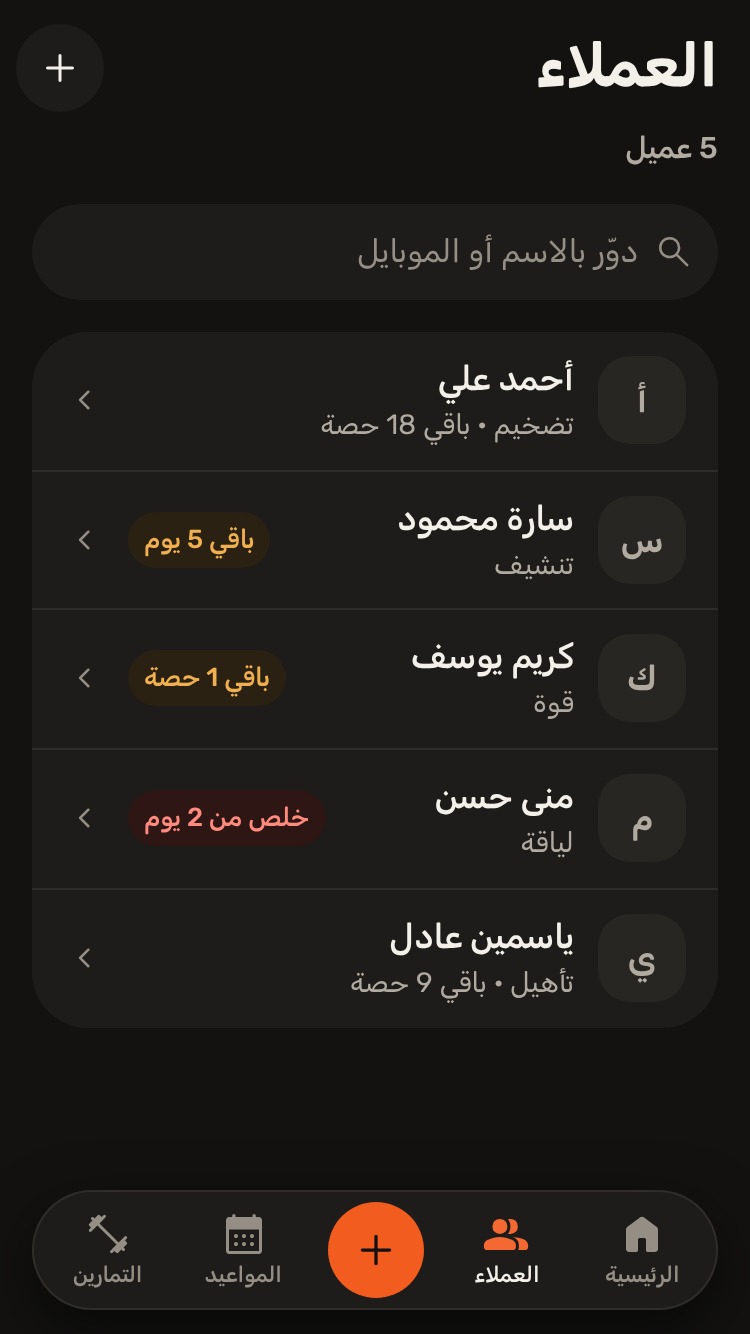 العملاء
5 عميل
دوّر بالاسم أو الموبايل
أ
أحمد علي
تضخيم • باقي 18 حصة
س
سارة محمود
تنشيف
باقي 5 يوم
ك
كريم يوسف
قوة
باقي 1 حصة
م
منى حسن
لياقة
خلص من 2 يوم
ي
ياسمين عادل
تأهيل • باقي 9 حصة
الرئيسية
العملاء
المواعيد
التمارين